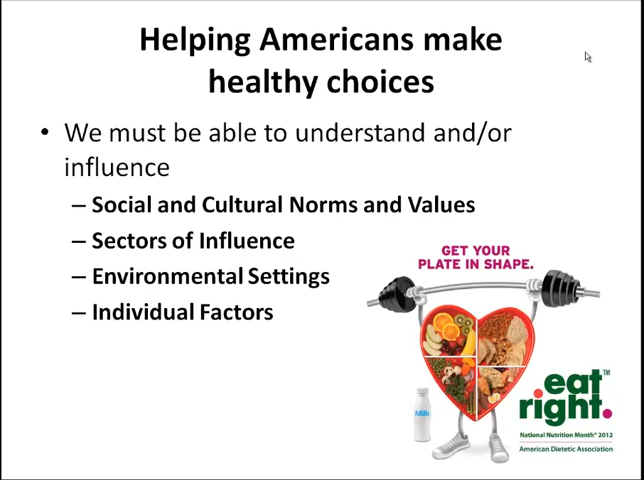 Helping Americans make
healthy choices
• We must be able to understand and/or
influence
– Social and Cultural Norms and Values
– Sectors of Influence
– Environmental Settings
– Individual Factors
GET YOUR
PLATE IN SHAPE.
Milk
eat™
right.
National Nutrition Month® 2012
American Dietetic Association